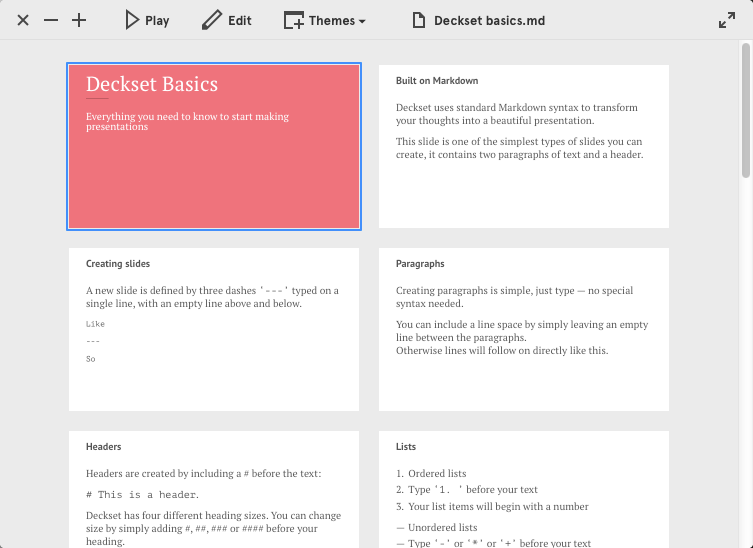 Play
Edit
Themes
Deckset basics.md
Deckset Basics
Everything you need to know to start making
presentations
Built on Markdown
Deckset uses standard Markdown syntax to transform
your thoughts into a beautiful presentation.
This slide is one of the simplest types of slides you can
create, it contains two paragraphs of text and a header.
Creating slides
A new slide is defined by three dashes '---' typed on a
single line, with an empty line above and below.
Like
---
So
Paragraphs
Creating paragraphs is simple, just type — no special
syntax needed.
You can include a line space by simply leaving an empty
line between the paragraphs.
Otherwise lines will follow on directly like this.
Headers
Headers are created by including a # before the text:
# This is a header.
Deckset has four different heading sizes. You can change
size by simply adding #, ##, ### or #### before your
heading.
Lists
1. Ordered lists
2. Type '1. ' before your text
3. Your list items will begin with a number
— Unordered lists
— Type '-' or '*' or '+' before your text